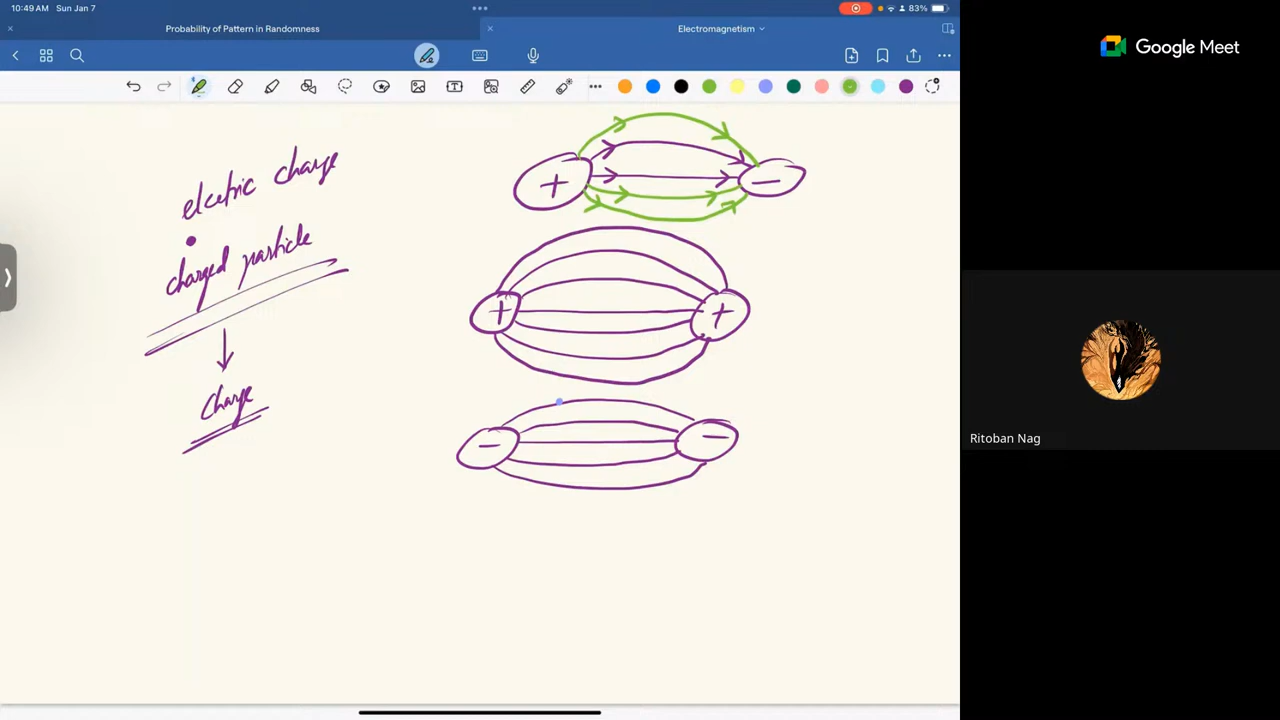 10:49 AM Sun Jan 7
83%
Probability of Pattern in Randomness
Electromagnetism
Google Meet
elcetric charge
charged particle
charge
+ −
+ +
− −
Ritoban Nag